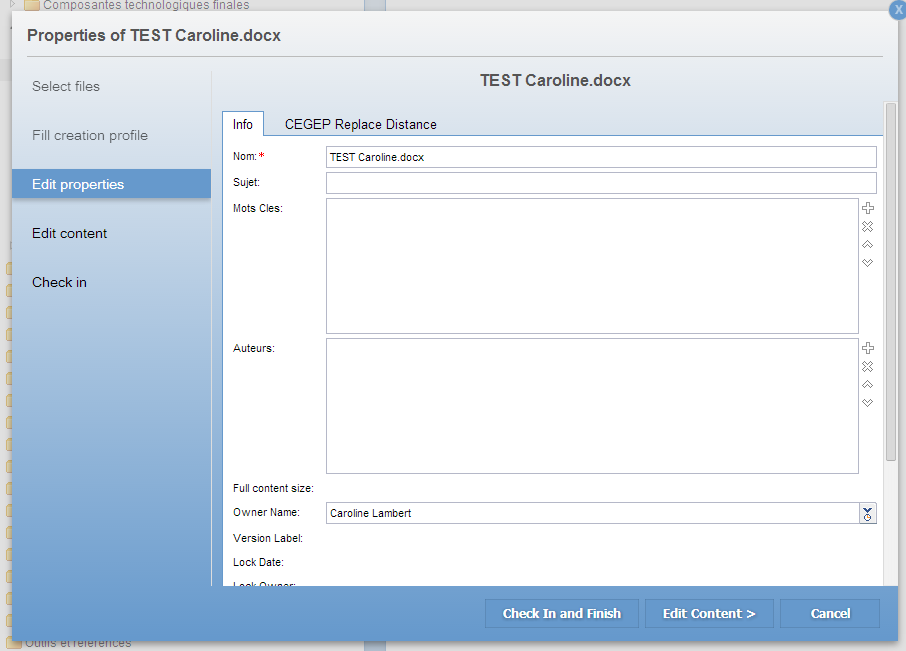 Composantes technologiques finales
X
Properties of TEST Caroline.docx
Select files
Fill creation profile
Edit properties
Edit content
Check in
TEST Caroline.docx
Info
CEGEP Replace Distance
Nom:* TEST Caroline.docx
Sujet:
Mots Cles:
Auteurs:
Full content size:
Owner Name: Caroline Lambert
Version Label:
Lock Date:
Lock Owner:
Check In and Finish
Edit Content >
Cancel
Outils et références